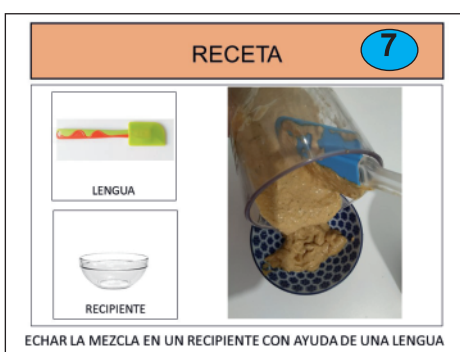 RECETA
7
LENGUA
RECIPIENTE
ECHAR LA MEZCLA EN UN RECIPIENTE CON AYUDA DE UNA LENGUA